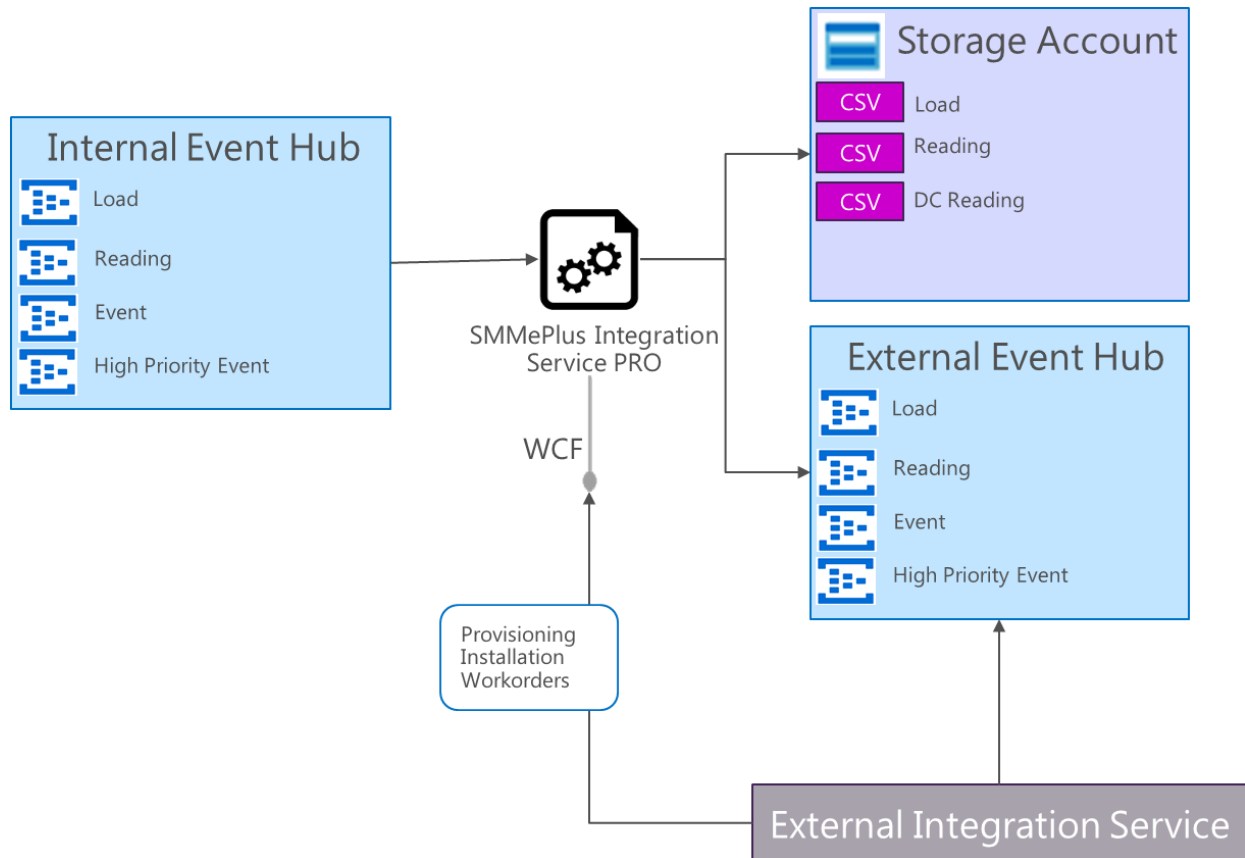 Internal Event Hub
Load
Reading
Event
High Priority Event
SMMePlus Integration
Service PRO
WCF
Provisioning
Installation
Workorders
Storage Account
CSV Load
CSV Reading
CSV DC Reading
External Event Hub
Load
Reading
Event
High Priority Event
External Integration Service